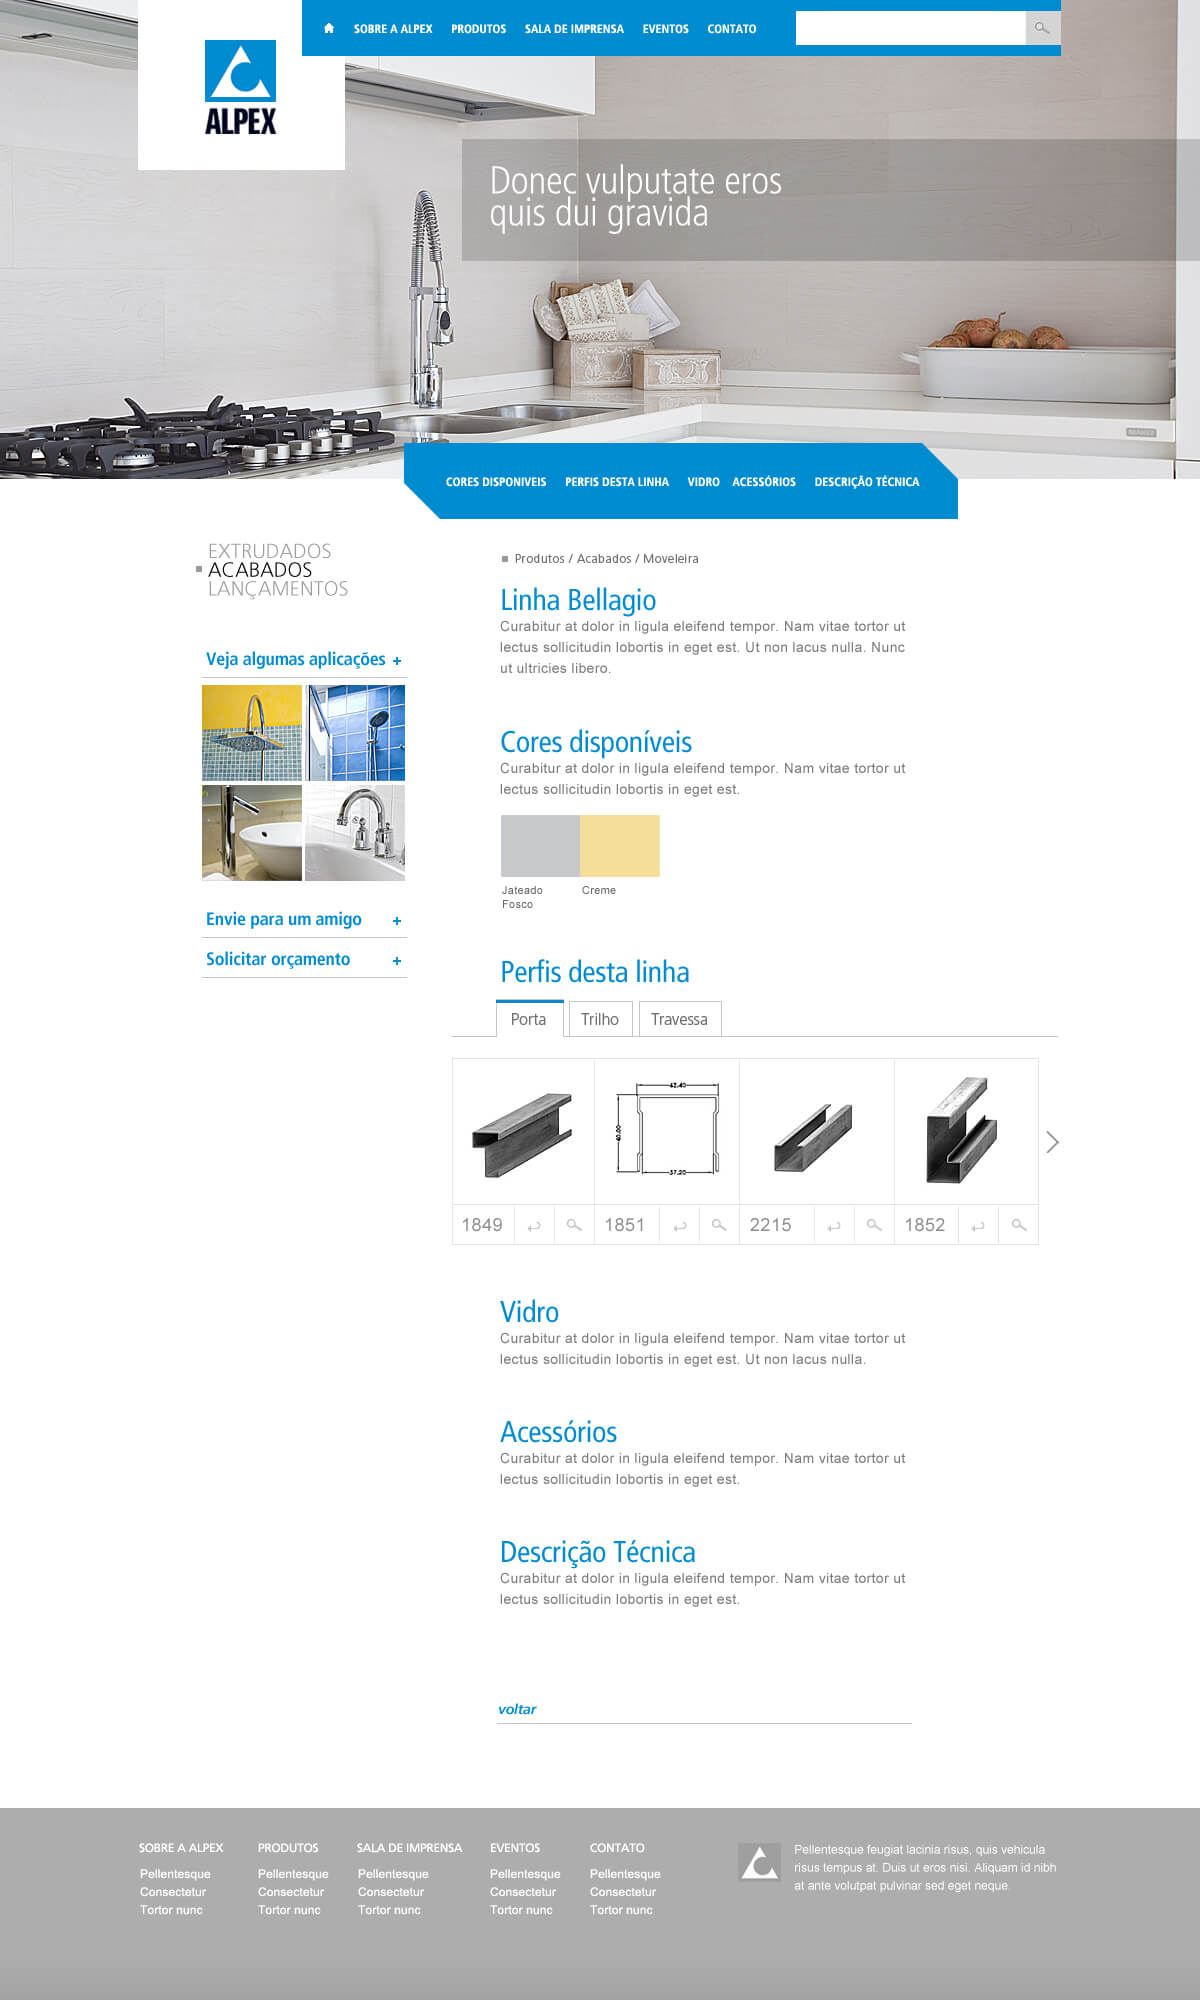 SOBRE A ALPEX PRODUTOS SALA DE IMPRENSA EVENTOS CONTATO
ALPEX
Donec vulputate eros
quis dui gravida
CORES DISPONIVEIS PERFIS DESTA LINHA VIDRO ACESSÓRIOS DESCRIÇÃO TÉCNICA
EXTRUDADOS
ACABADOS
LANÇAMENTOS
Veja algumas aplicações +
Envie para um amigo +
Solicitar orçamento +
Produtos / Acabados / Moveleira
Linha Bellagio
Curabitur at dolor in ligula eleifend tempor. Nam vitae tortor ut
lectus sollicitudin lobortis in eget est. Ut non lacus nulla. Nunc
ut ultricies libero.
Cores disponíveis
Curabitur at dolor in ligula eleifend tempor. Nam vitae tortor ut
lectus sollicitudin lobortis in eget est.
Jateado
Fosco
Creme
Perfis desta linha
Porta Trilho Travessa
62.40
60.00
57.20
1849 1851 2215 1852
Vidro
Curabitur at dolor in ligula eleifend tempor. Nam vitae tortor ut
lectus sollicitudin lobortis in eget est. Ut non lacus nulla.
Acessórios
Curabitur at dolor in ligula eleifend tempor. Nam vitae tortor ut
lectus sollicitudin lobortis in eget est.
Descrição Técnica
Curabitur at dolor in ligula eleifend tempor. Nam vitae tortor ut
lectus sollicitudin lobortis in eget est.
voltar
SOBRE A ALPEX
Pellentesque
Consectetur
Tortor nunc
PRODUTOS
Pellentesque
Consectetur
Tortor nunc
SALA DE IMPRENSA
Pellentesque
Consectetur
Tortor nunc
EVENTOS
Pellentesque
Consectetur
Tortor nunc
CONTATO
Pellentesque
Consectetur
Tortor nunc
Pellentesque feugiat lacinia risus, quis vehicula
risus tempus at. Duis ut eros nisi. Aliquam id nibh
at ante volutpat pulvinar sed eget neque.